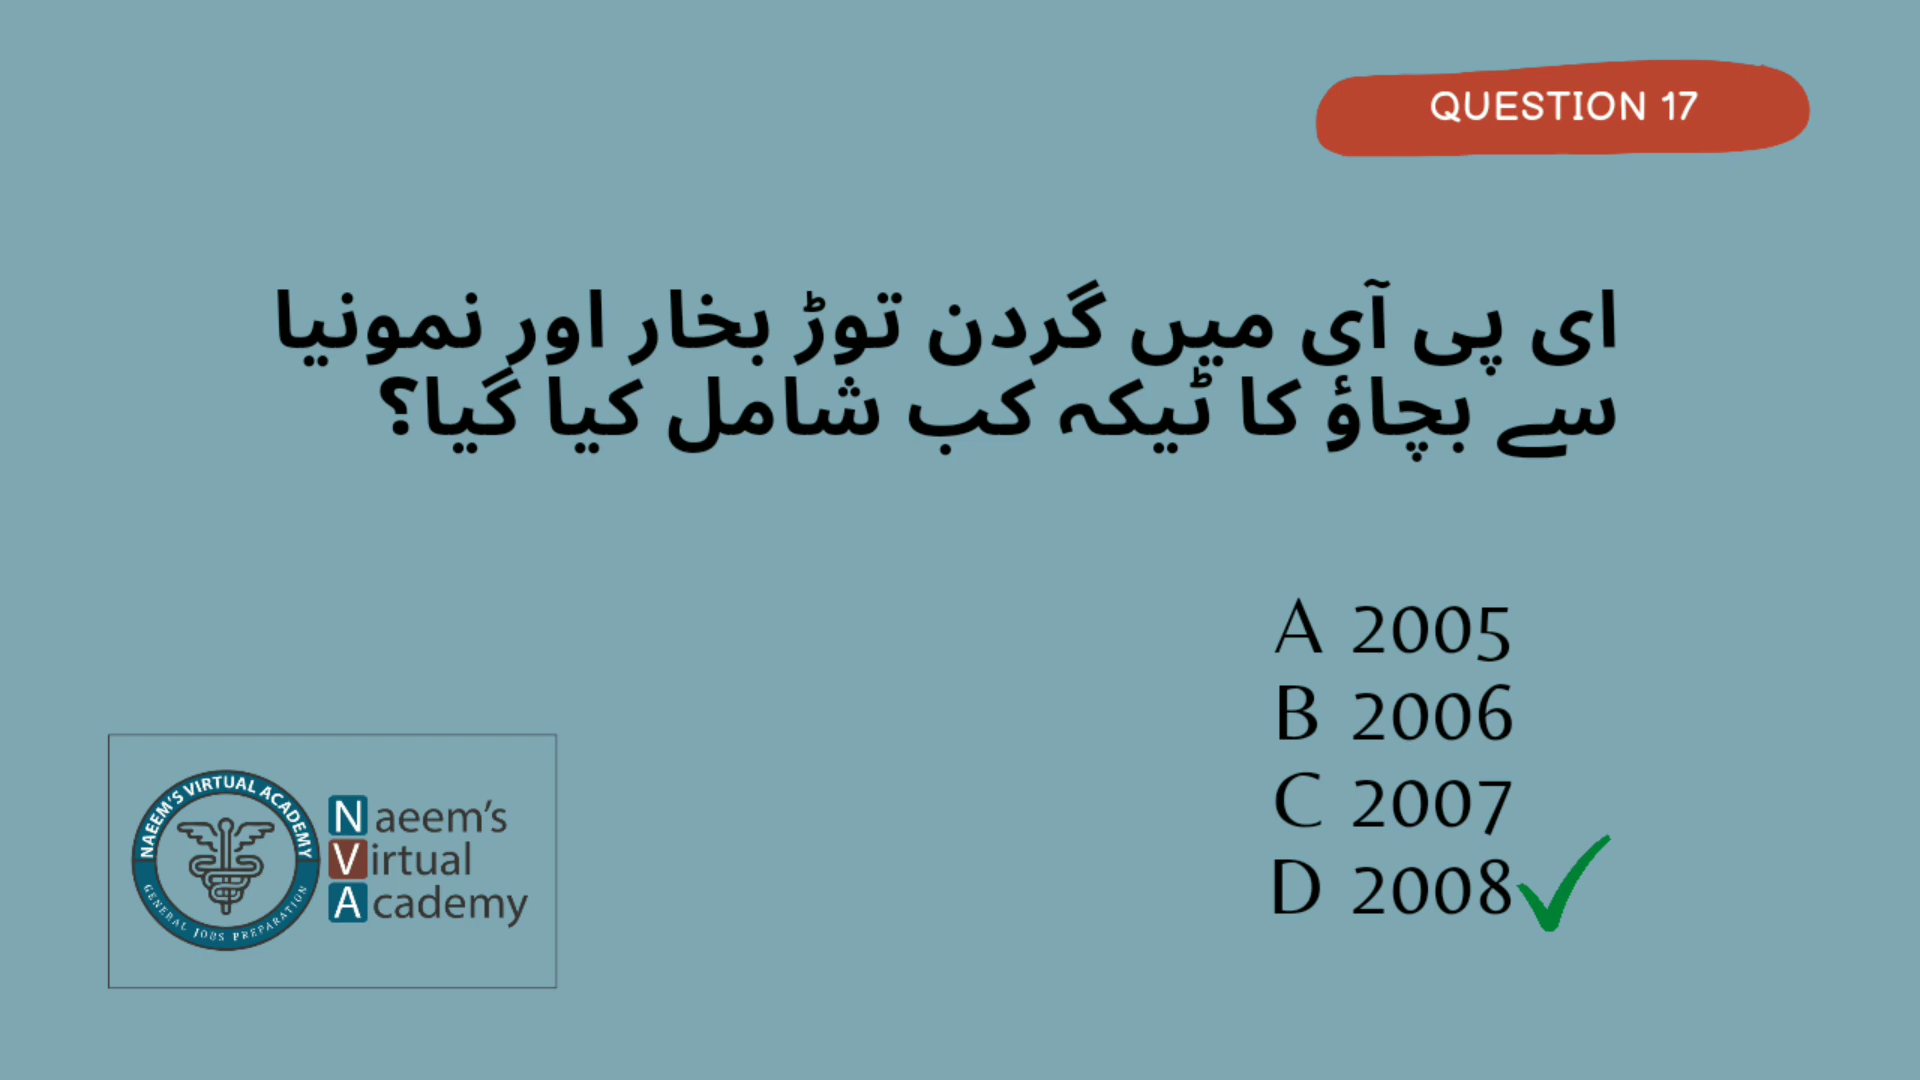 QUESTION 17
ای پی آی میں گردن توڑ بخار اور نمونیا
سے بچاؤ کا ٹیکہ کب شامل کیا گیا؟
A 2005
B 2006
C 2007
D 2008
NAEEM'S VIRTUAL ACADEMY
GENERAL JOBS PREPARATION
Naeem's
Virtual
Academy